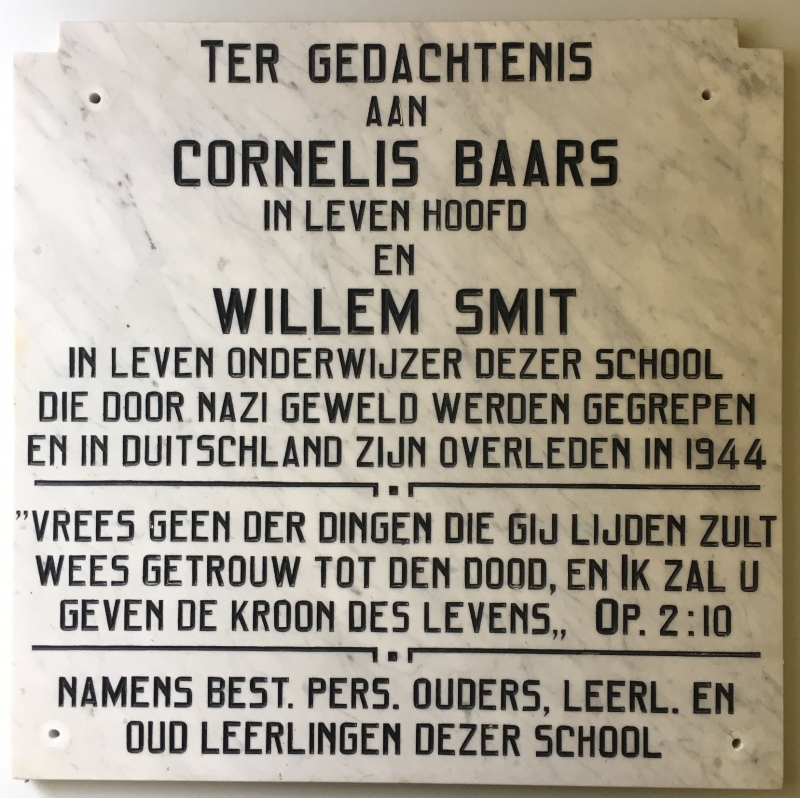 TER GEDACHTENIS
AAN
CORNELIS BAARS
IN LEVEN HOOFD
EN
WILLEM SMIT
IN LEVEN ONDERWIJZER DEZER SCHOOL
DIE DOOR NAZI GEWELD WERDEN GEGREPEN
EN IN DUITSCHLAND ZIJN OVERLEDEN IN 1944
”VREES GEEN DER DINGEN DIE GIJ LIJDEN ZULT
WEES GETROUW TOT DEN DOOD, EN IK ZAL U
GEVEN DE KROON DES LEVENS„ OP. 2:10
NAMENS BEST. PERS. OUDERS, LEERL. EN
OUD LEERLINGEN DEZER SCHOOL